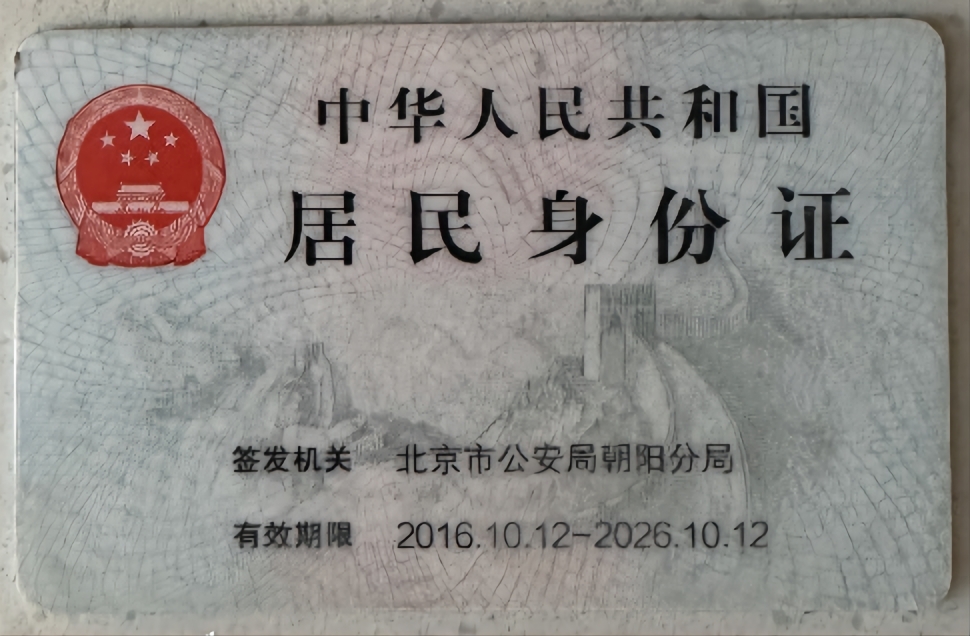 中华人民共和国
居民身份证
签发机关 北京市公安局朝阳分局
有效期限 2016.10.12-2026.10.12